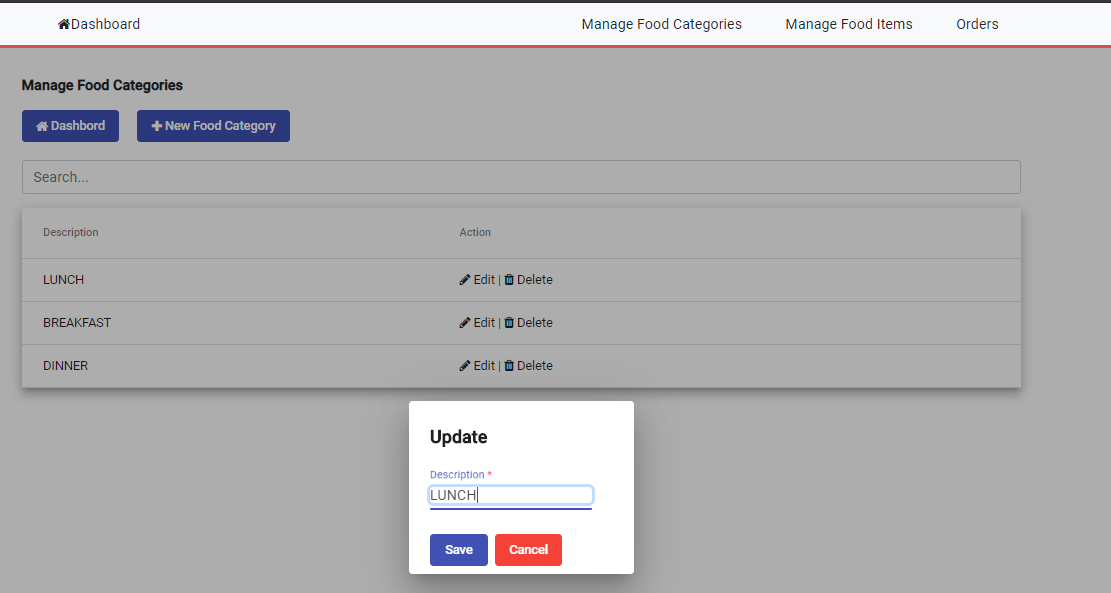 Dashboard Manage Food Categories Manage Food Items Orders
Manage Food Categories
Dashbord New Food Category
Search...
Description Action
LUNCH Edit | Delete
BREAKFAST Edit | Delete
DINNER Edit | Delete
Update
Description *
LUNCH
Save Cancel